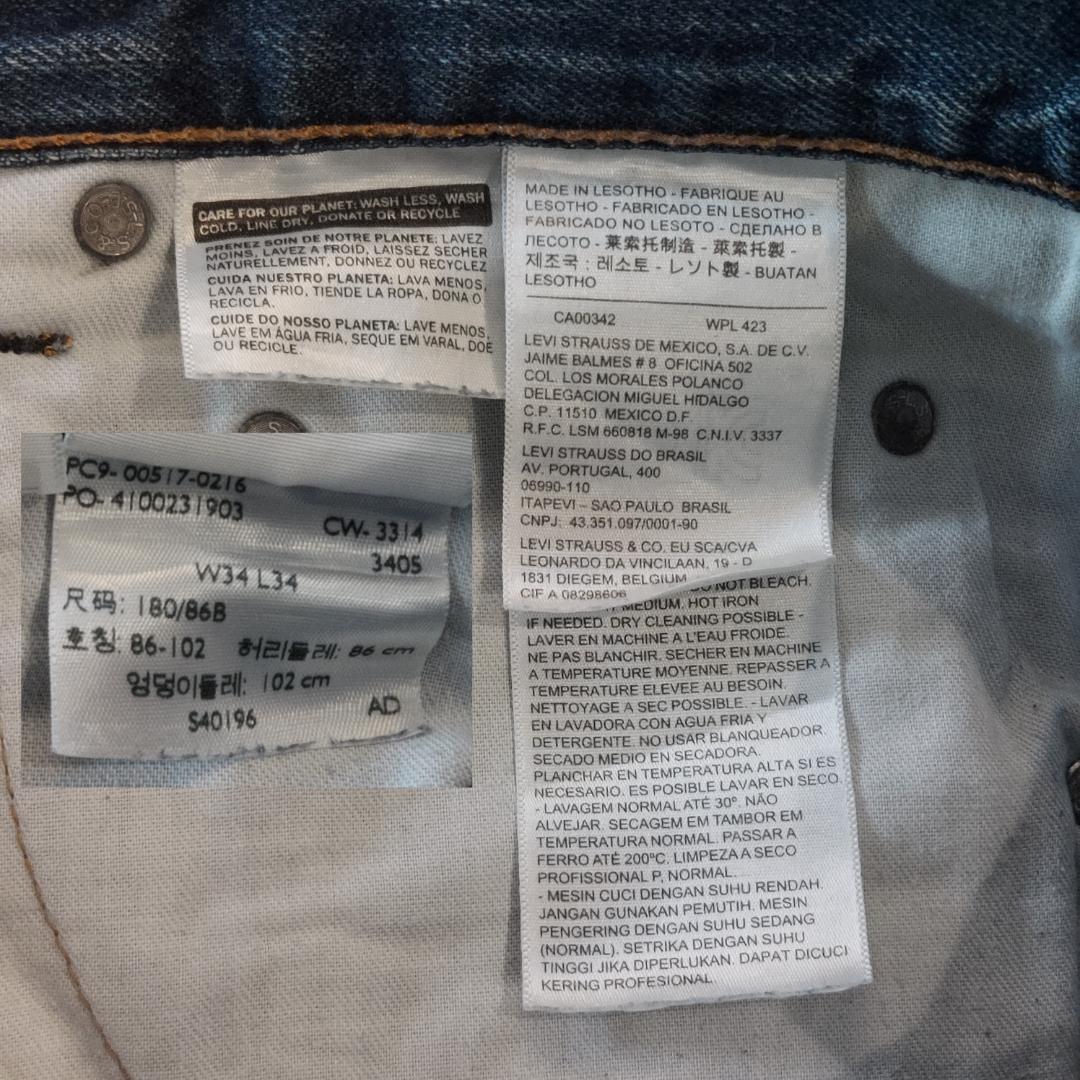 CARE FOR OUR PLANET: WASH LESS, WASH
COLD, LINE DRY, DONATE OR RECYCLE
PRENEZ SOIN DE NOTRE PLANETE: LAVEZ
MOINS, LAVEZ A FROID, LAISSEZ SECHER
NATURELLEMENT, DONNEZ OU RECYCLEZ
CUIDA NUESTRO PLANETA: LAVA MENOS,
LAVA EN FRIO, TIENDE LA ROPA, DONA O
RECICLA.
CUIDE DO NOSSO PLANETA: LAVE MENOS,
LAVE EM ÁGUA FRIA, SEQUE EM VARAL, DOE
OU RECICLE.
PC9- 00517-0216
PO- 4100231903
CW- 3314
3405
W34 L34
尺码: 180/86B
호칭: 86-102 허리둘레: 86 cm
엉덩이둘레: 102 cm
S40196 AD
MADE IN LESOTHO - FABRIQUE AU
LESOTHO - FABRICADO EN LESOTHO -
FABRICADO NO LESOTO - СДЕЛАНО В
ЛЕСОТО - 莱索托制造 - 萊索托製 -
제조국 : 레소토 - レソト製 - BUATAN
LESOTHO
CA00342 WPL 423
LEVI STRAUSS DE MEXICO, S.A. DE C.V.
JAIME BALMES # 8 OFICINA 502
COL. LOS MORALES POLANCO
DELEGACION MIGUEL HIDALGO
C.P. 11510 MEXICO D.F
R.F.C. LSM 660818 M-98 C.N.I.V. 3337
LEVI STRAUSS DO BRASIL
AV. PORTUGAL, 400
06990-110
ITAPEVI – SAO PAULO BRASIL
CNPJ: 43.351.097/0001-90
LEVI STRAUSS & CO. EU SCA/CVA
LEONARDO DA VINCILAAN, 19 - D
1831 DIEGEM, BELGIUM
CIF A 08298606
NOT BLEACH.
MEDIUM. HOT IRON
IF NEEDED. DRY CLEANING POSSIBLE -
LAVER EN MACHINE A L'EAU FROIDE.
NE PAS BLANCHIR. SECHER EN MACHINE
A TEMPERATURE MOYENNE. REPASSER A
TEMPERATURE ELEVEE AU BESOIN.
NETTOYAGE A SEC POSSIBLE. - LAVAR
EN LAVADORA CON AGUA FRIA Y
DETERGENTE. NO USAR BLANQUEADOR.
SECADO MEDIO EN SECADORA.
PLANCHAR EN TEMPERATURA ALTA SI ES
NECESARIO. ES POSIBLE LAVAR EN SECO.
- LAVAGEM NORMAL ATÉ 30º. NÃO
ALVEJAR. SECAGEM EM TAMBOR EM
TEMPERATURA NORMAL. PASSAR A
FERRO ATÉ 200ºC. LIMPEZA A SECO
PROFISSIONAL P, NORMAL.
- MESIN CUCI DENGAN SUHU RENDAH.
JANGAN GUNAKAN PEMUTIH. MESIN
PENGERING DENGAN SUHU SEDANG
(NORMAL). SETRIKA DENGAN SUHU
TINGGI JIKA DIPERLUKAN. DAPAT DICUCI
KERING PROFESIONAL.